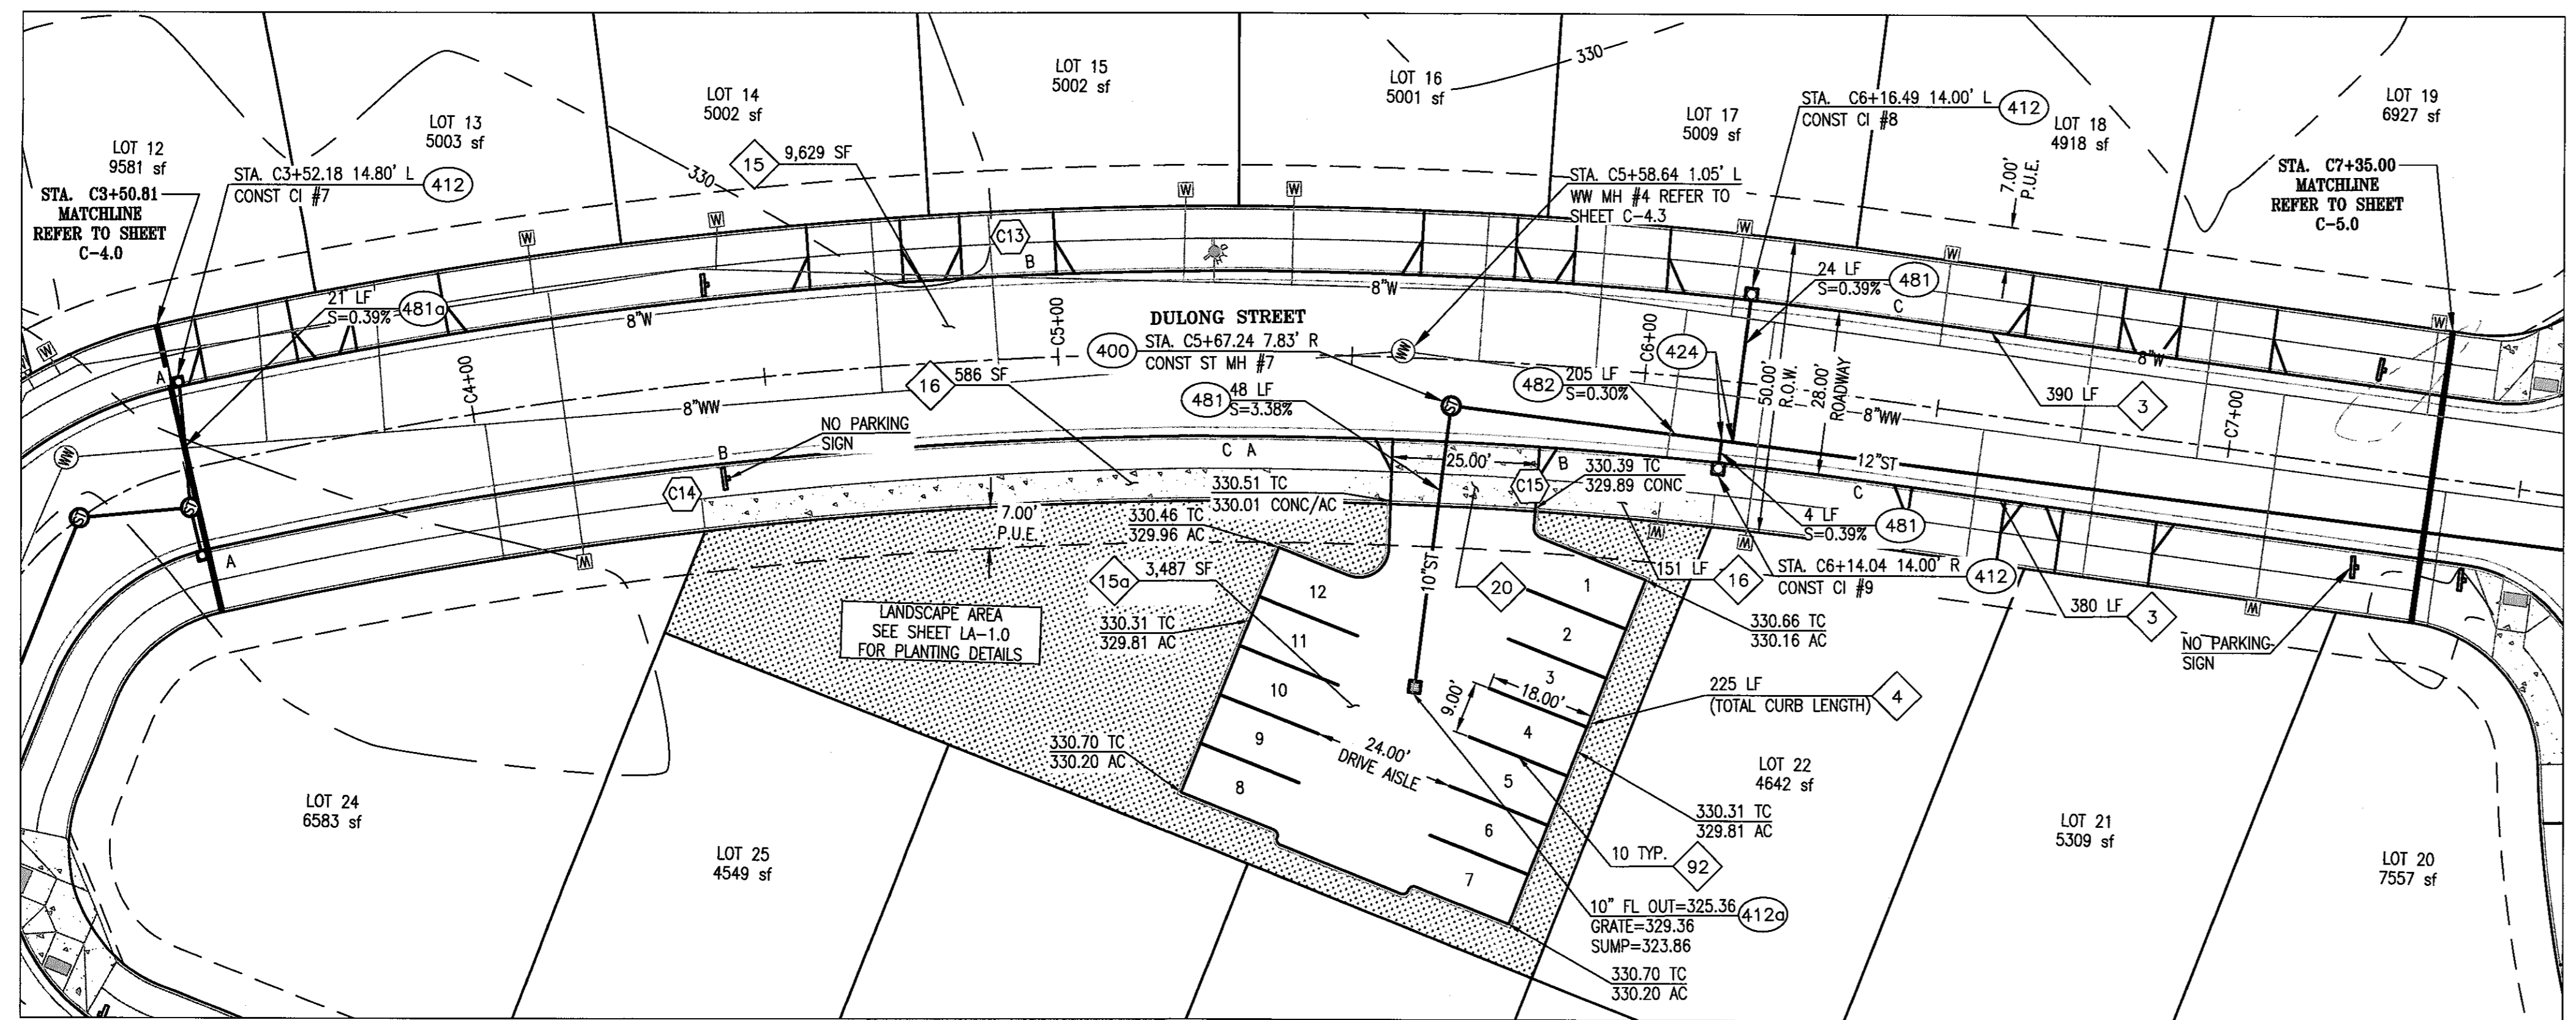 LOT 12
9581 sf
STA. C3+50.81
MATCHLINE
REFER TO SHEET
C-4.0
STA. C3+52.18 14.80' L
CONST CI #7
412
LOT 13
5003 sf
LOT 14
5002 sf
330
15
9,629 SF
LOT 15
5002 sf
LOT 16
5001 sf
330
LOT 17
5009 sf
STA. C6+16.49 14.00' L
CONST CI #8
412
LOT 18
4918 sf
7.00'
P.U.E.
LOT 19
6927 sf
STA. C7+35.00
MATCHLINE
REFER TO SHEET
C-5.0
STA. C5+58.64 1.05' L
WW MH #4 REFER TO
SHEET C-4.3
W
W
W
W
W
W
W
W
W
C13
B
21 LF
S=0.39%
481a
8"W
8"W
8"W
C
24 LF
S=0.39%
481
A
C4+00
C5+00
C6+00
C7+00
DULONG STREET
400
STA. C5+67.24 7.83' R
CONST ST MH #7
WW
424
50.00'
R.O.W.
28.00'
ROADWAY
390 LF
3
16
586 SF
481
48 LF
S=3.38%
482
205 LF
S=0.30%
8"WW
8"WW
ST
12"ST
NO PARKING
SIGN
B
C A
25.00'
B
C
WW
C14
C15
330.39 TC
329.89 CONC
330.51 TC
330.01 CONC/AC
330.46 TC
329.96 AC
7.00'
P.U.E.
ST
ST
A
W
W
W
W
4 LF
S=0.39%
481
151 LF
16
STA. C6+14.04 14.00' R
CONST CI #9
412
380 LF
3
NO PARKING
SIGN
15a
3,487 SF
10"ST
20
LANDSCAPE AREA
SEE SHEET LA-1.0
FOR PLANTING DETAILS
330.31 TC
329.81 AC
330.66 TC
330.16 AC
12
11
10
9
8
1
2
3
4
5
6
7
9.00'
18.00'
24.00'
DRIVE AISLE
225 LF
(TOTAL CURB LENGTH)
4
330.70 TC
330.20 AC
330.31 TC
329.81 AC
10 TYP.
92
10" FL OUT=325.36
GRATE=329.36
SUMP=323.86
412a
330.70 TC
330.20 AC
LOT 24
6583 sf
LOT 25
4549 sf
LOT 22
4642 sf
LOT 21
5309 sf
LOT 20
7557 sf